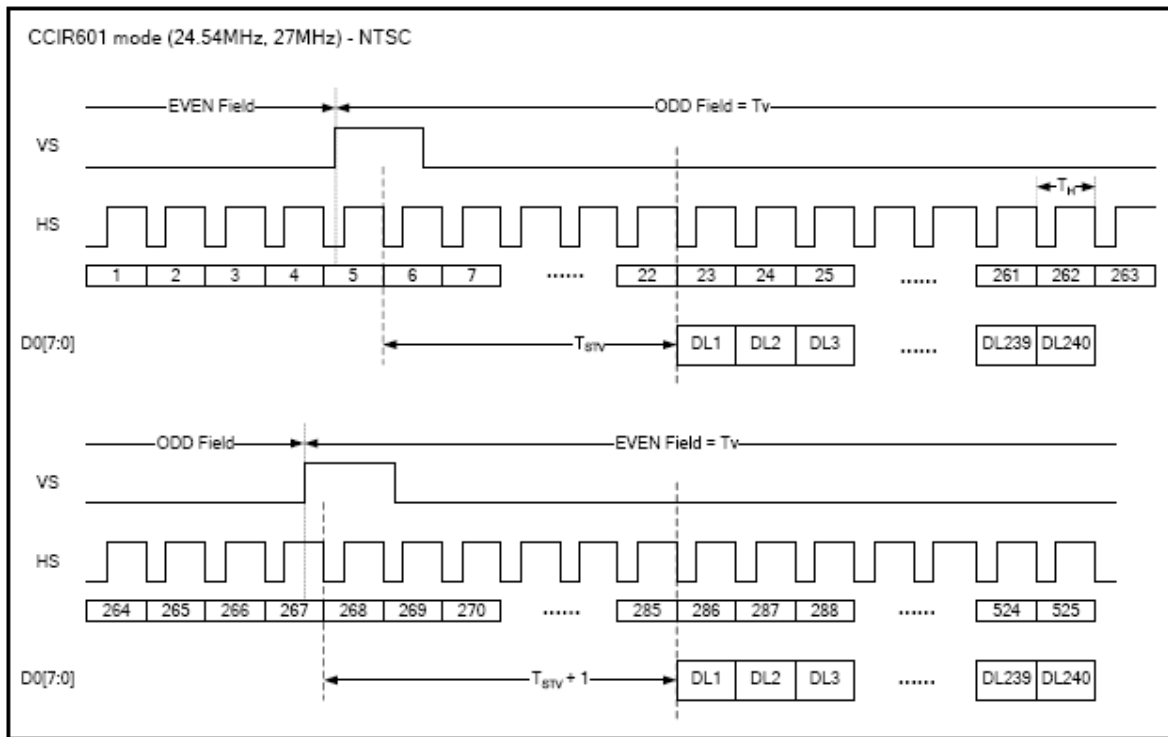 CCIR601 mode (24.54MHz, 27MHz) - NTSC
EVEN Field ODD Field = Tv
VS
T_H
HS
1 2 3 4 5 6 7 ...... 22 23 24 25 ...... 261 262 263
D0[7:0] T_STV DL1 DL2 DL3 ...... DL239 DL240
ODD Field EVEN Field = Tv
VS
HS
264 265 266 267 268 269 270 ...... 285 286 287 288 ...... 524 525
D0[7:0] T_STV + 1 DL1 DL2 DL3 ...... DL239 DL240